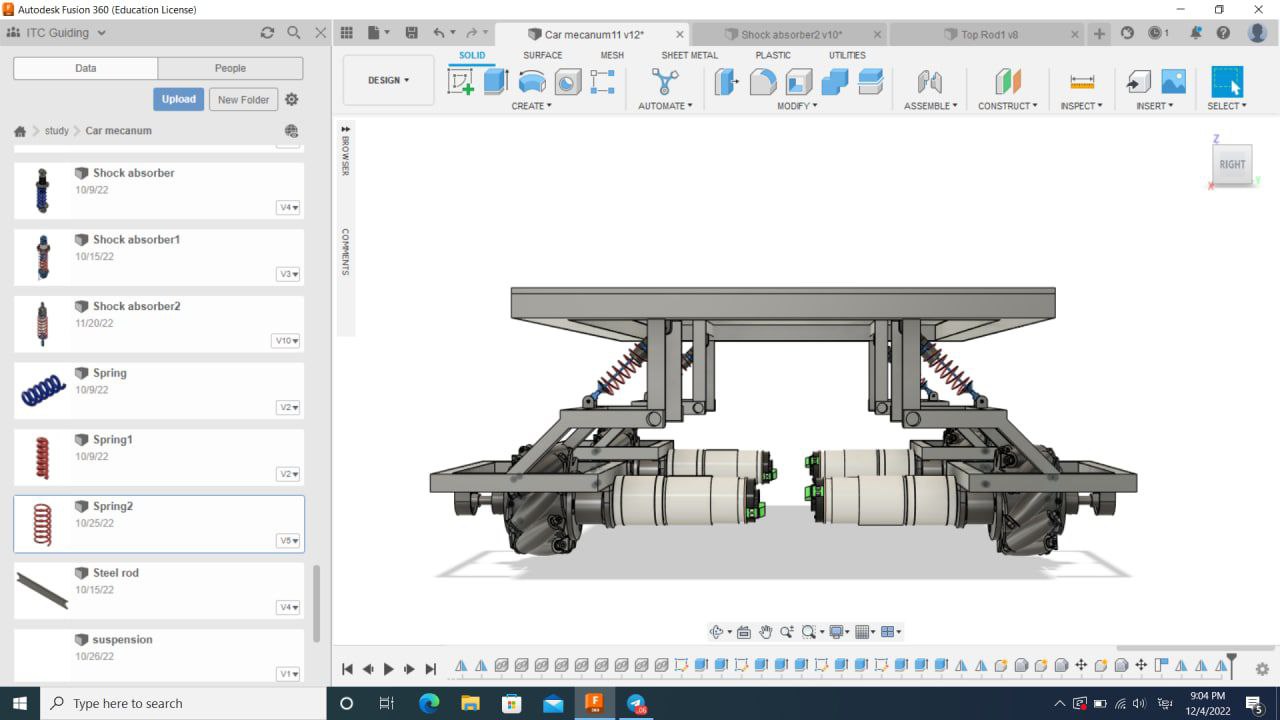 Autodesk Fusion 360 (Education License)
ITC Guiding
Car mecanum11 v12*
Shock absorber2 v10*
Top Rod1 v8
1
Data
People
SOLID
SURFACE
MESH
SHEET METAL
PLASTIC
UTILITIES
DESIGN
Upload
New Folder
CREATE
AUTOMATE
MODIFY
ASSEMBLE
CONSTRUCT
INSPECT
INSERT
SELECT
study
Car mecanum
BROWSER
COMMENTS
Z
RIGHT
X
Y
Shock absorber
10/9/22
V4
Shock absorber1
10/15/22
V3
Shock absorber2
11/20/22
V10
Spring
10/9/22
V2
Spring1
10/9/22
V2
Spring2
10/25/22
V5
Steel rod
10/15/22
V4
suspension
10/26/22
V1
Type here to search
9:04 PM
12/4/2022
5